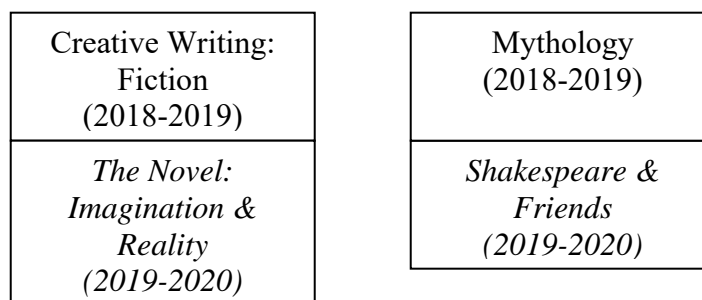 Creative Writing:
Fiction
(2018-2019)
The Novel:
Imagination &
Reality
(2019-2020)
Mythology
(2018-2019)
Shakespeare &
Friends
(2019-2020)